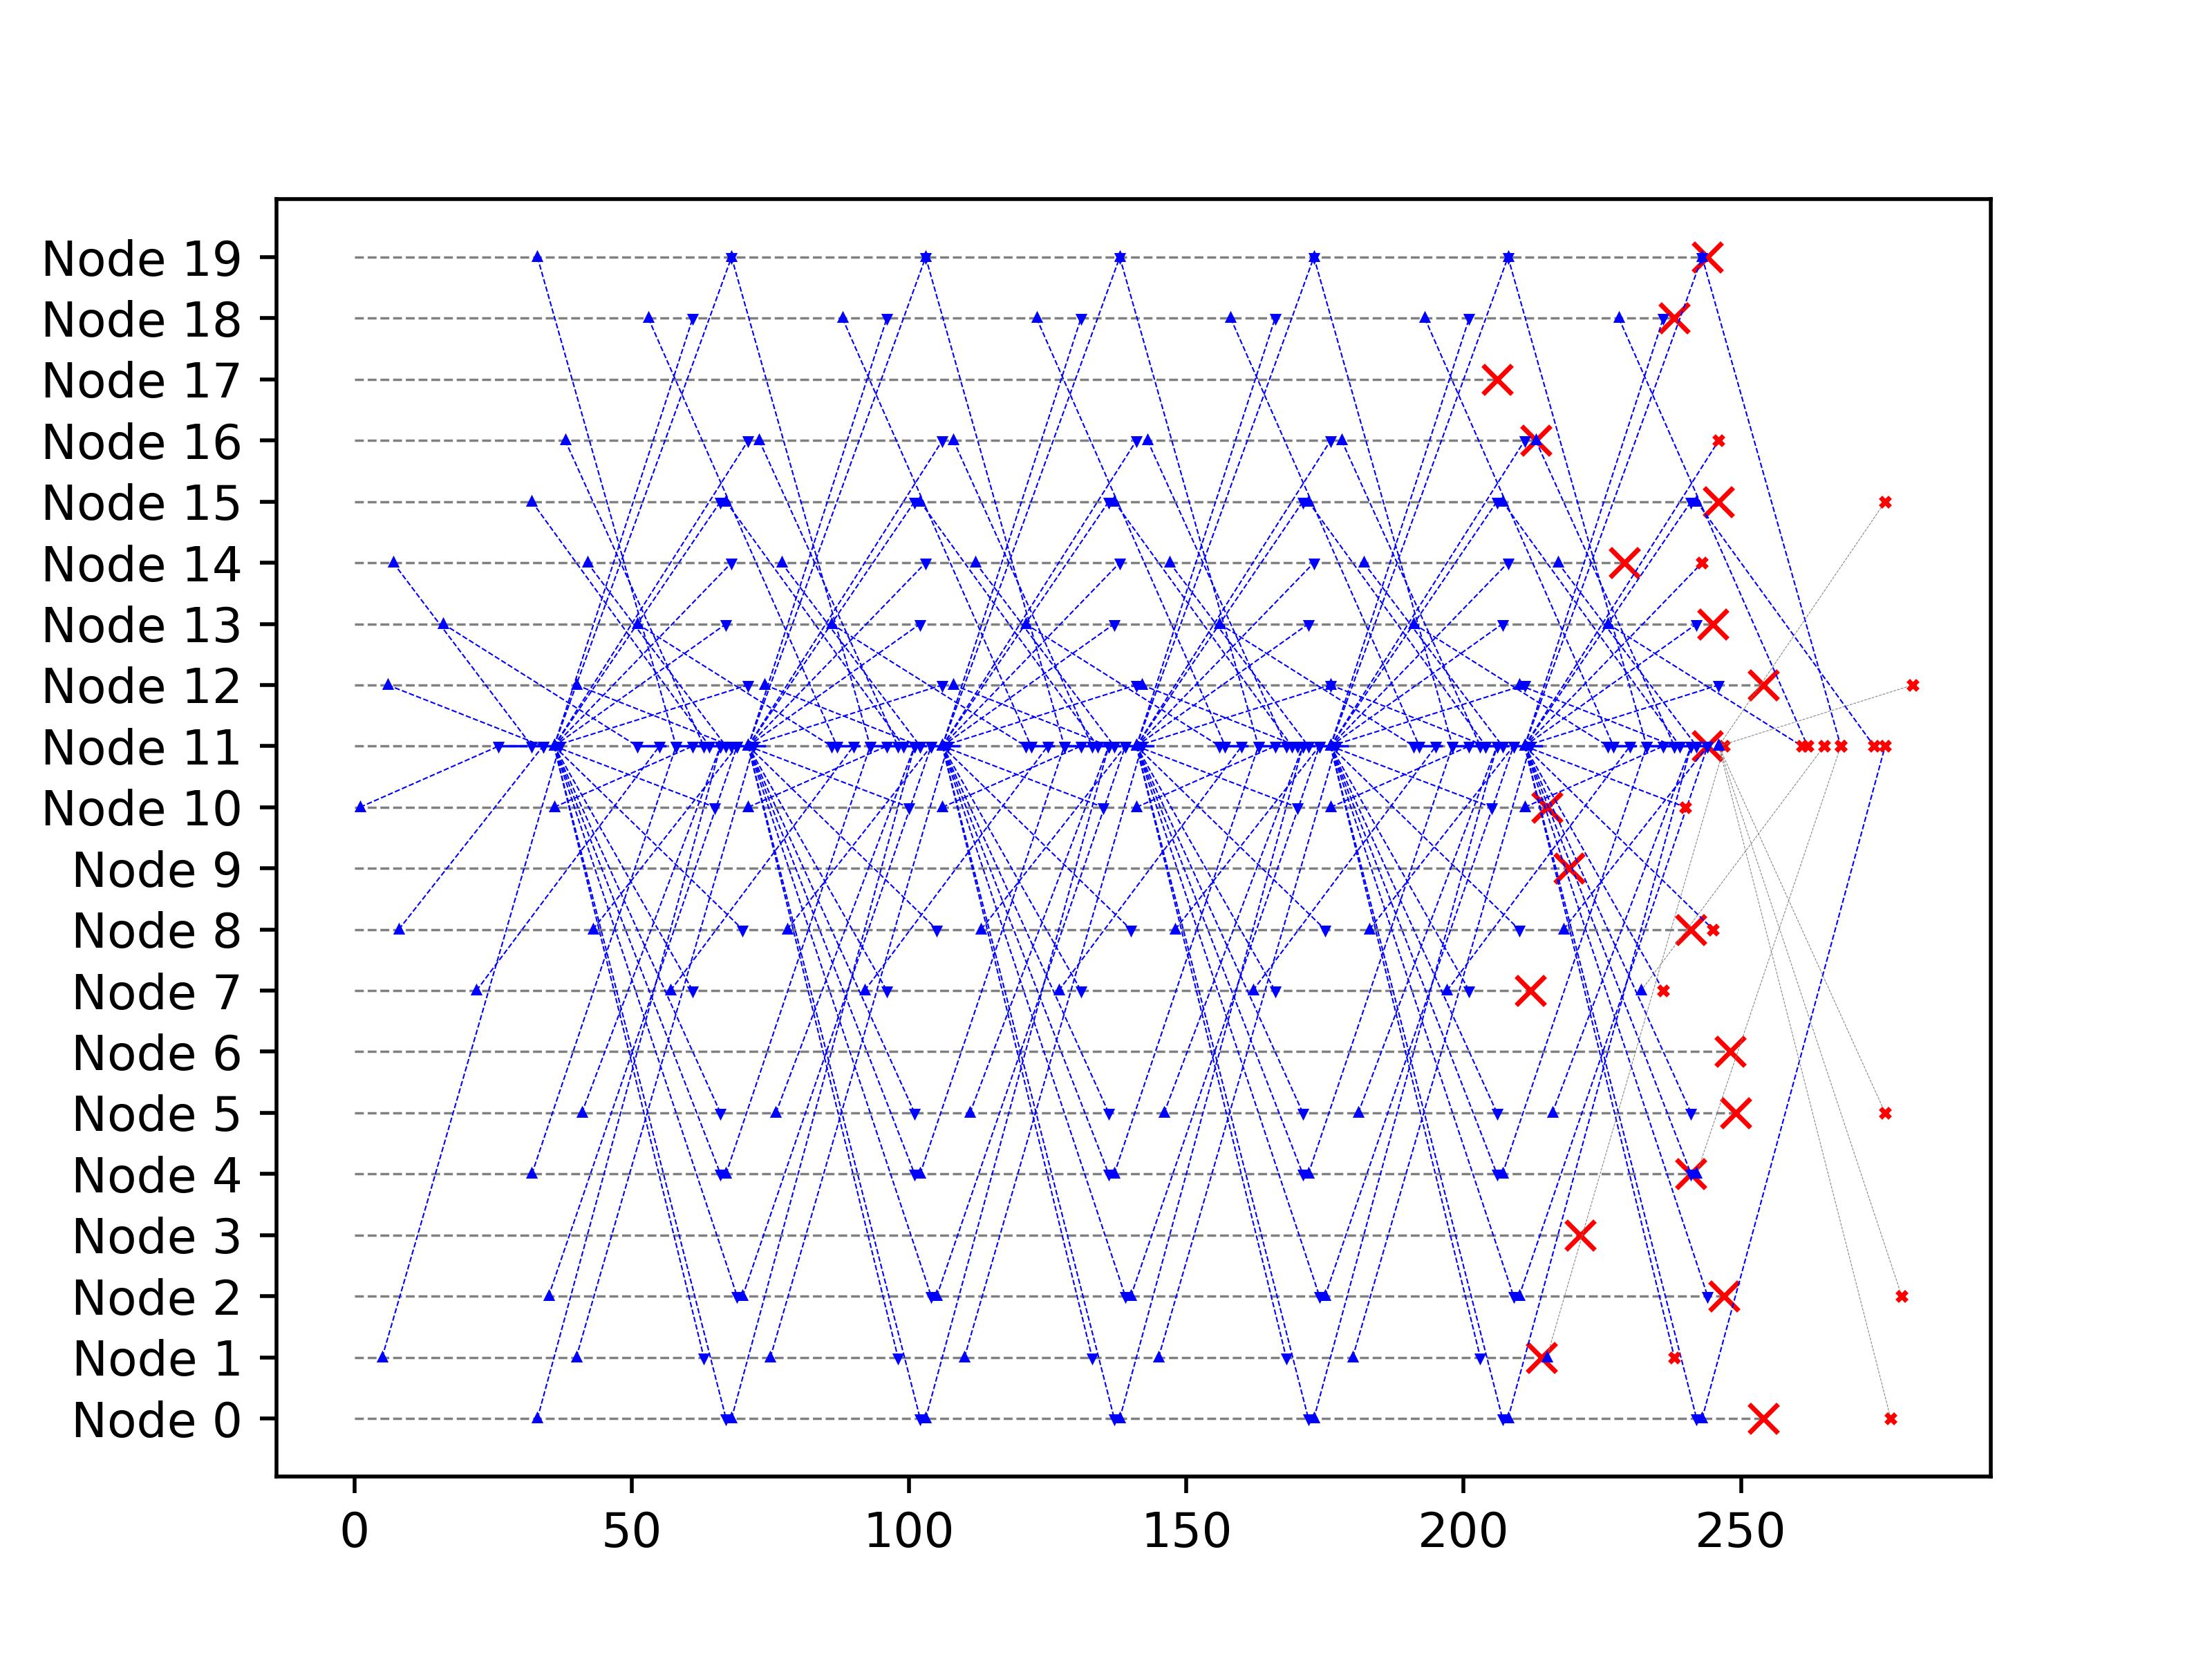 Node 19
Node 18
Node 17
Node 16
Node 15
Node 14
Node 13
Node 12
Node 11
Node 10
Node 9
Node 8
Node 7
Node 6
Node 5
Node 4
Node 3
Node 2
Node 1
Node 0
0 50 100 150 200 250